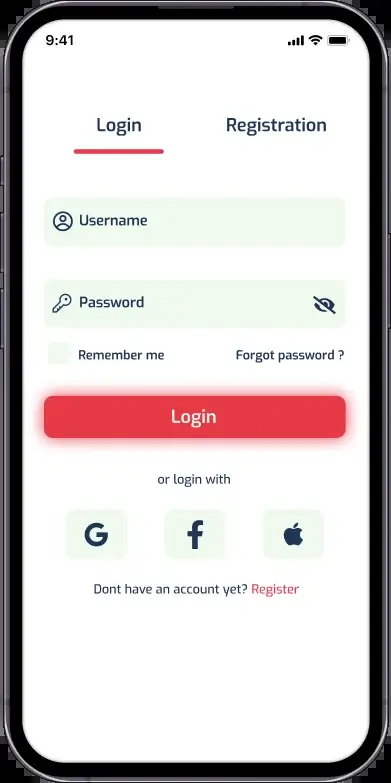 9:41
Login Registration
Username
Password
Remember me Forgot password ?
Login
or login with
Dont have an account yet? Register